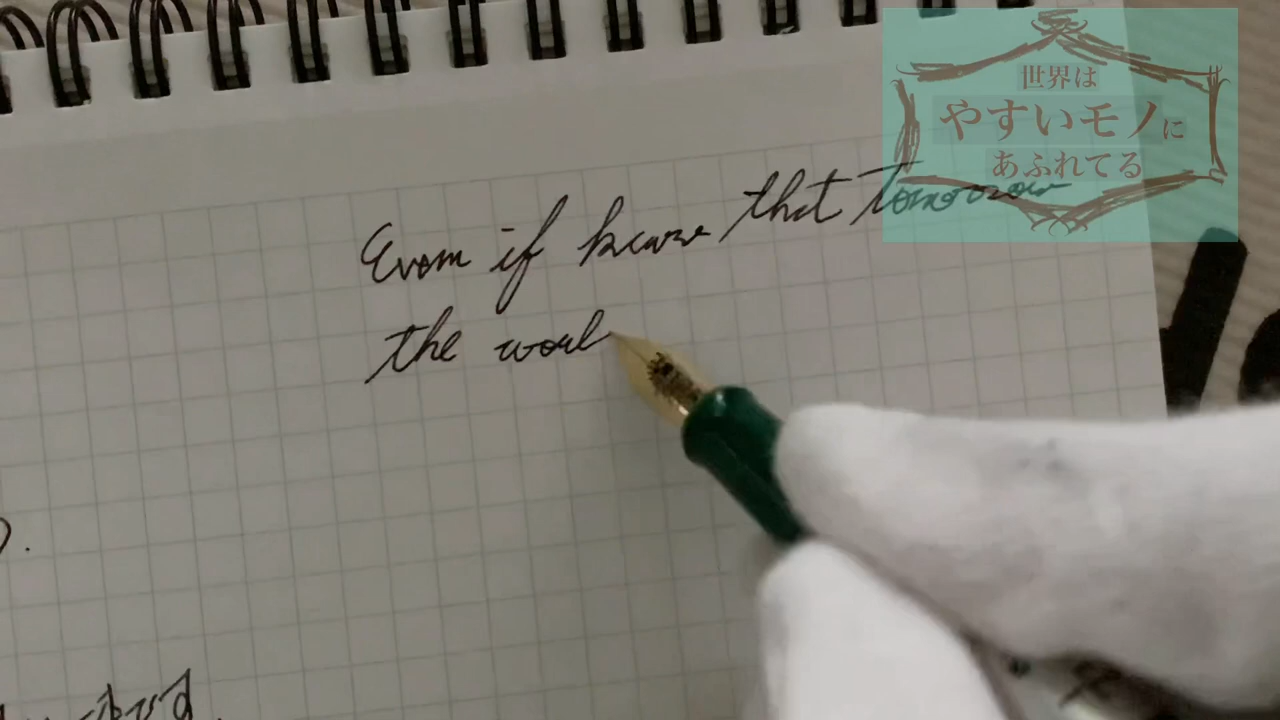 世界は
やすいモノに
あふれてる
Even if knew that tomorrow
the worl